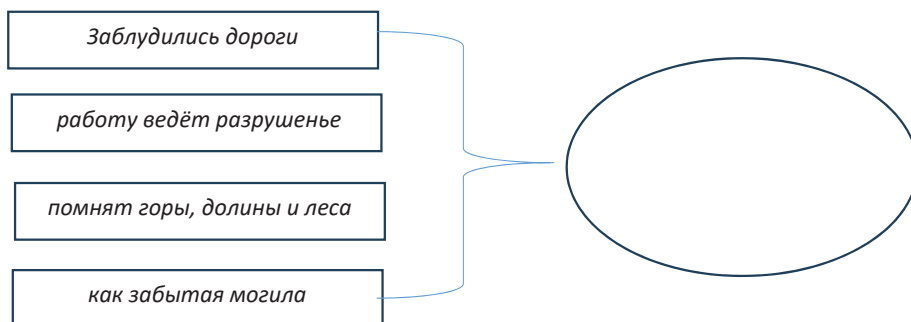 Заблудились дороги
работу ведёт разрушенье
помнят горы, долины и леса
как забытая могила